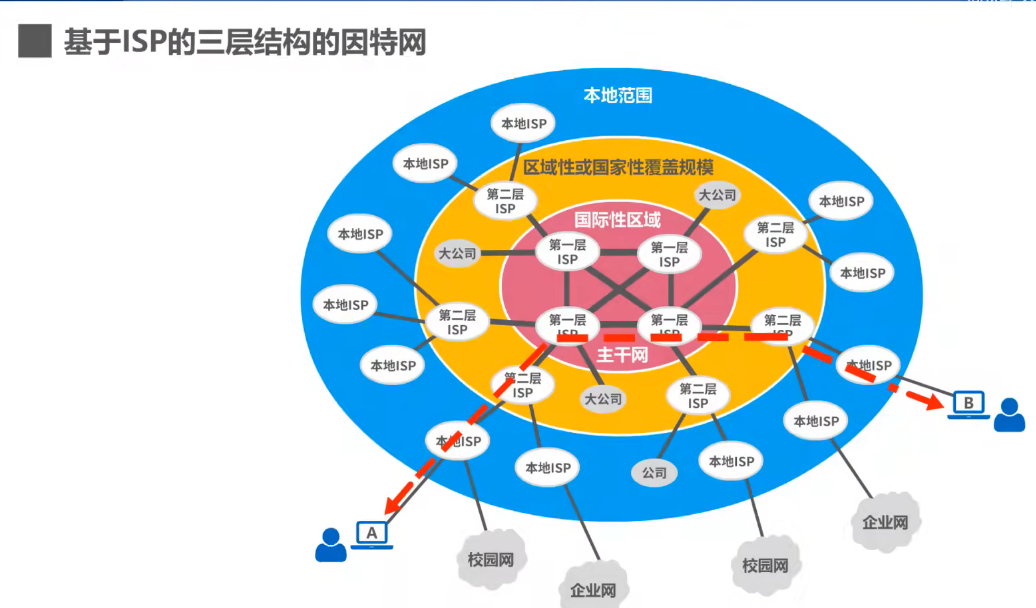 基于ISP的三层结构的因特网
本地范围
本地ISP
本地ISP
区域性或国家性覆盖规模
第二层
ISP
大公司
本地ISP
国际性区域
本地ISP
第二层
ISP
大公司
第一层
ISP
第一层
ISP
本地ISP
本地ISP
第二层
ISP
第一层
ISP
第一层
ISP
第二层
ISP
主干网
本地ISP
本地ISP
第二层
ISP
大公司
第二层
ISP
B
本地ISP
本地ISP
本地ISP
本地ISP
公司
A
企业网
校园网
校园网
企业网